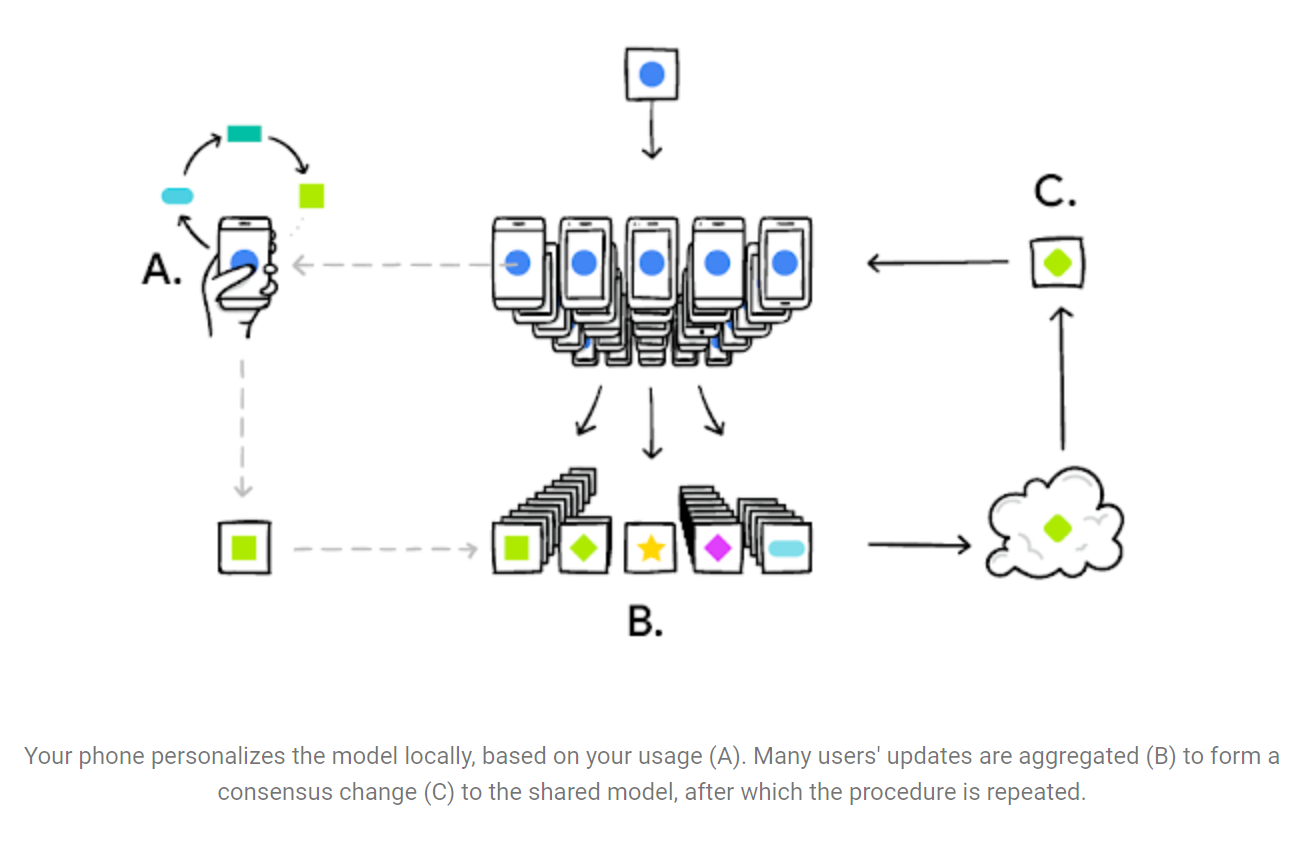 C.
A.
B.
Your phone personalizes the model locally, based on your usage (A). Many users' updates are aggregated (B) to form a
consensus change (C) to the shared model, after which the procedure is repeated.